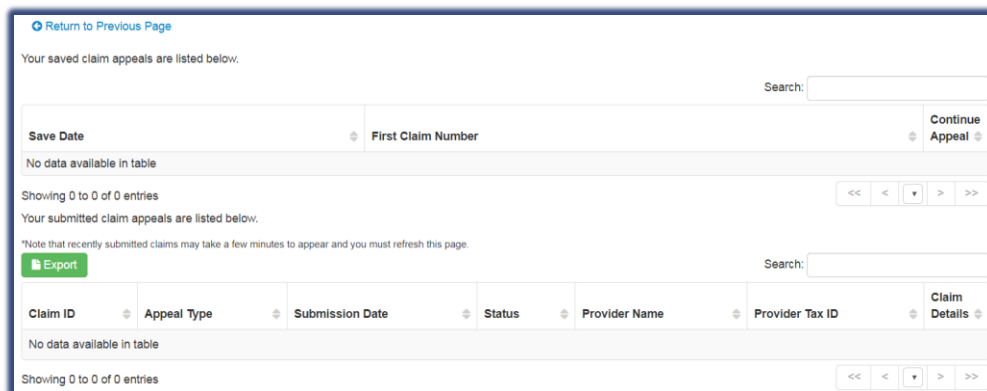 Return to Previous Page
Your saved claim appeals are listed below.
Search:
Save Date First Claim Number Continue Appeal
No data available in table
Showing 0 to 0 of 0 entries << < > >>
Your submitted claim appeals are listed below.
*Note that recently submitted claims may take a few minutes to appear and you must refresh this page.
Export Search:
Claim ID Appeal Type Submission Date Status Provider Name Provider Tax ID Claim Details
No data available in table
Showing 0 to 0 of 0 entries << < > >>